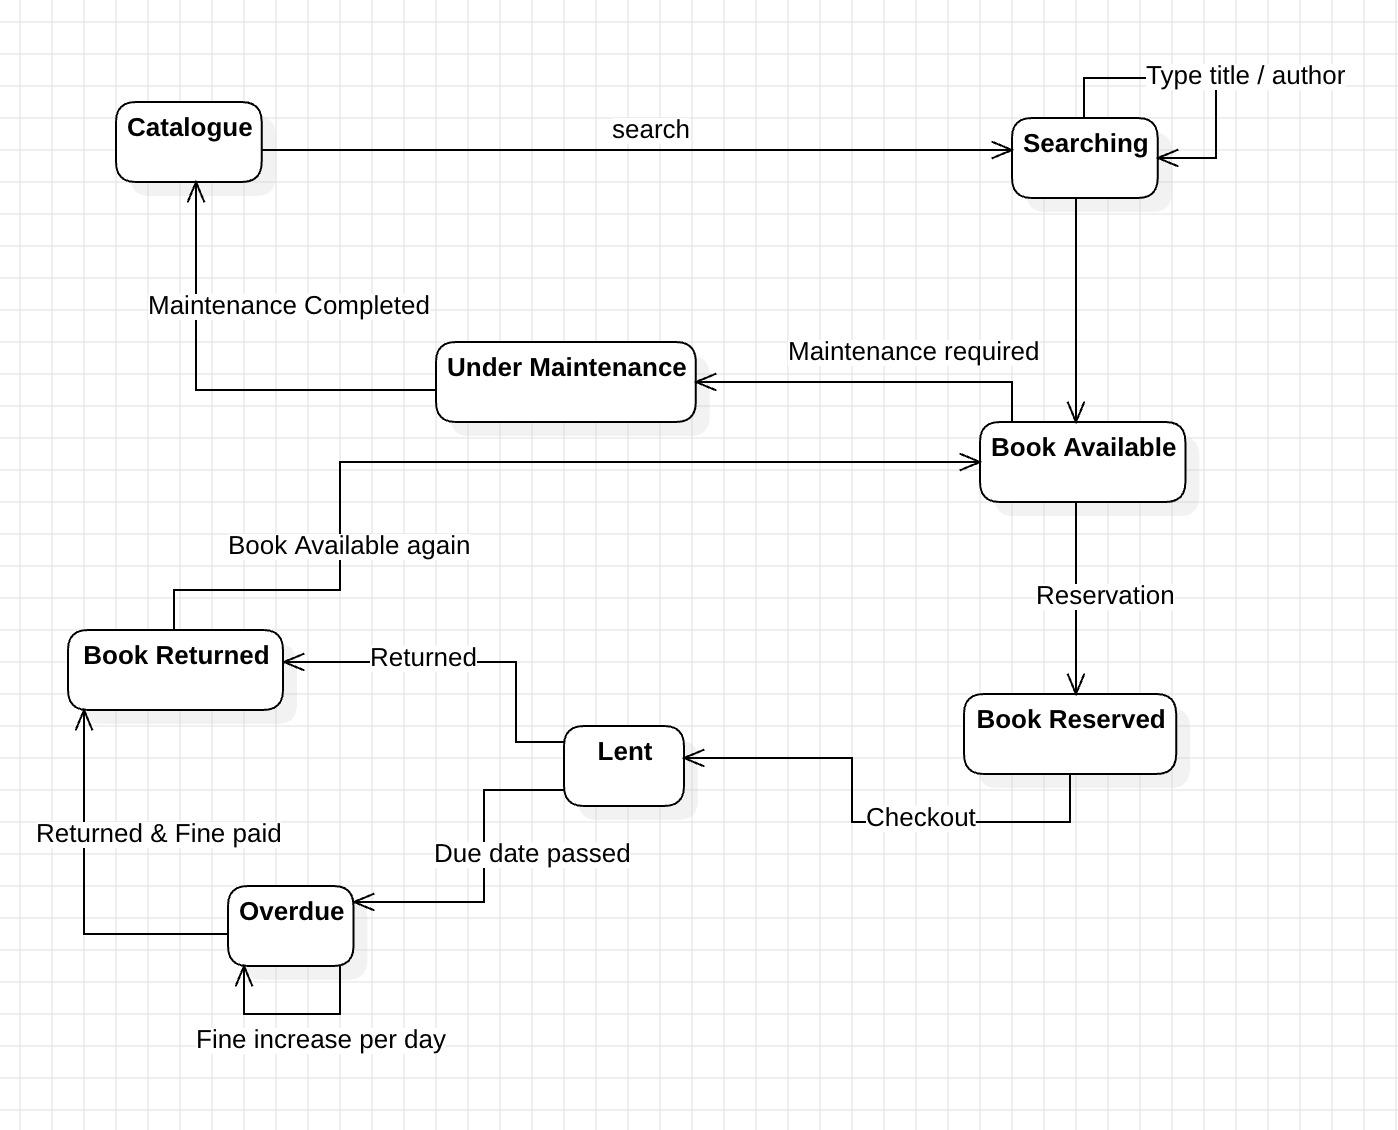 Type title / author
Catalogue
search
Searching
Maintenance Completed
Maintenance required
Under Maintenance
Book Available
Book Available again
Reservation
Book Returned
Returned
Book Reserved
Lent
Checkout
Returned & Fine paid
Due date passed
Overdue
Fine increase per day